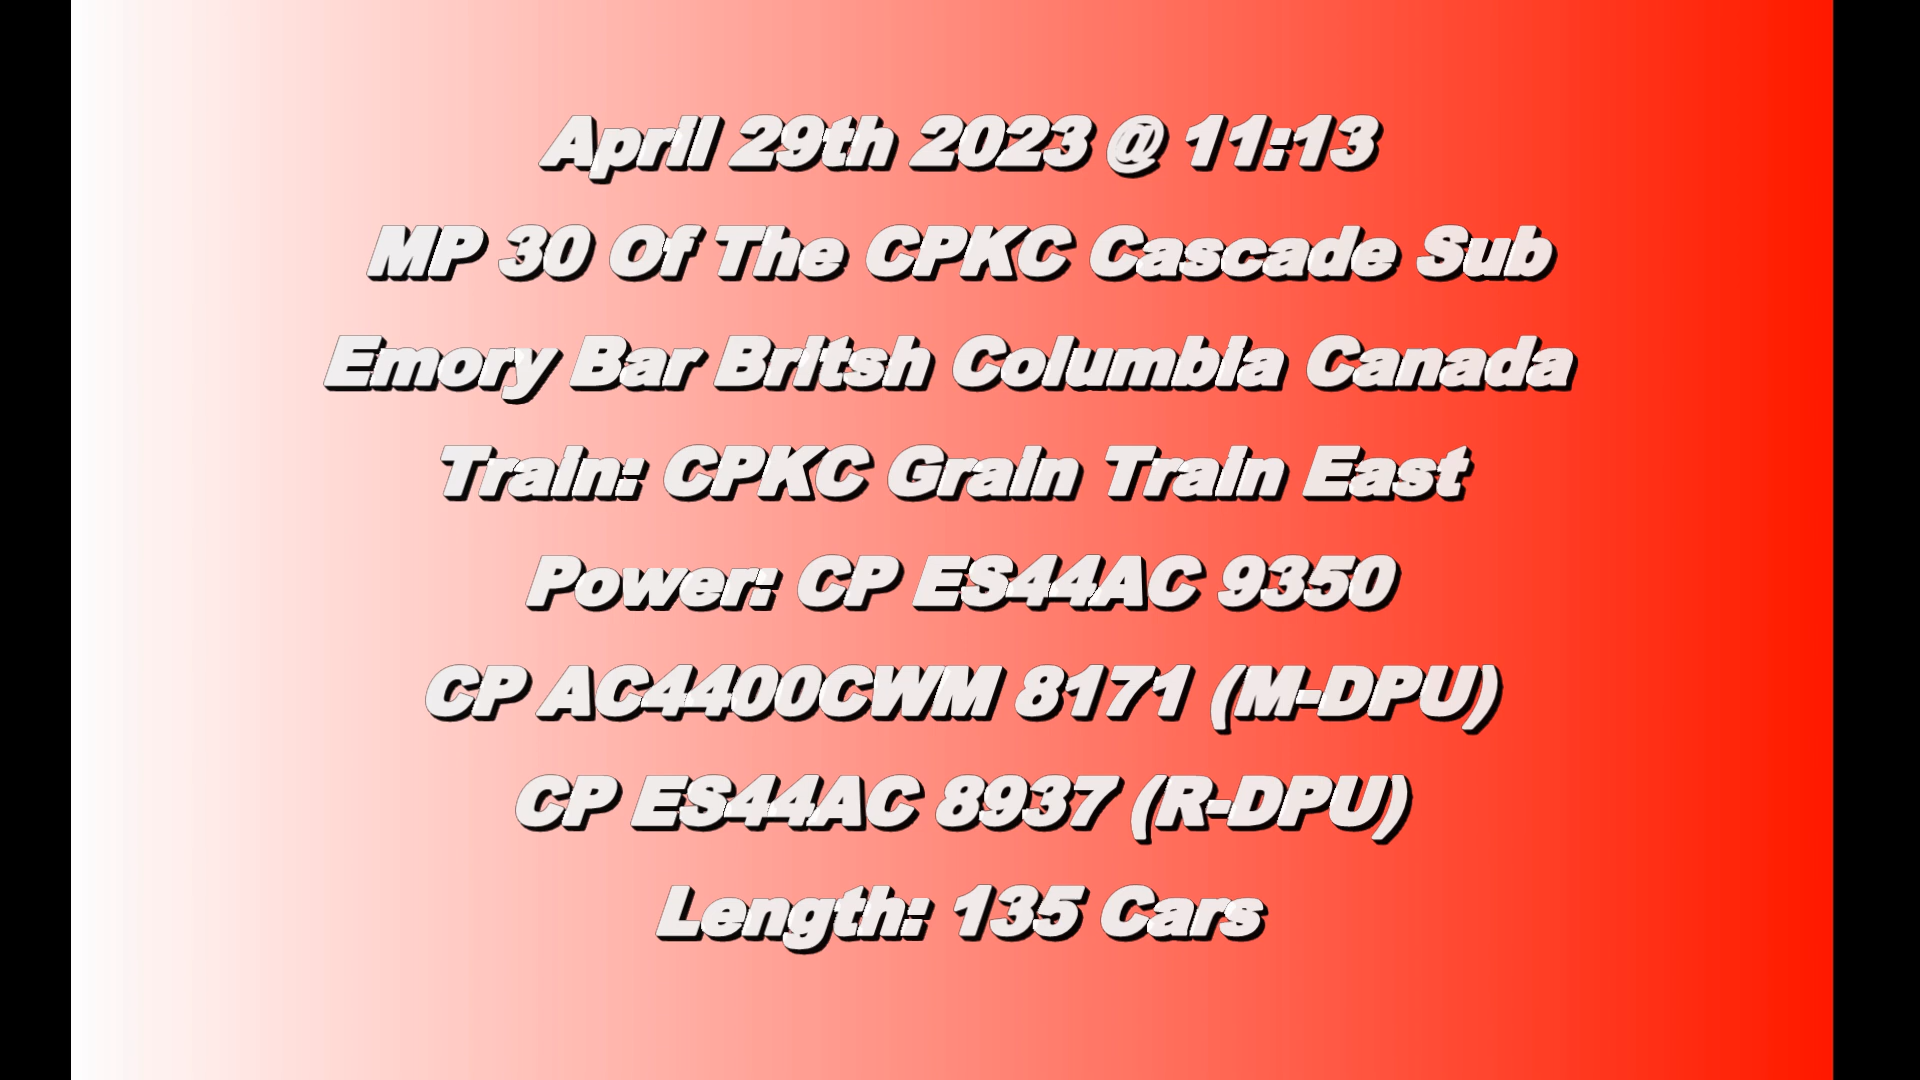 April 29th 2023 @ 11:13
MP 30 Of The CPKC Cascade Sub
Emory Bar Britsh Columbia Canada
Train: CPKC Grain Train East
Power: CP ES44AC 9350
CP AC4400CWM 8171 (M-DPU)
CP ES44AC 8937 (R-DPU)
Length: 135 Cars